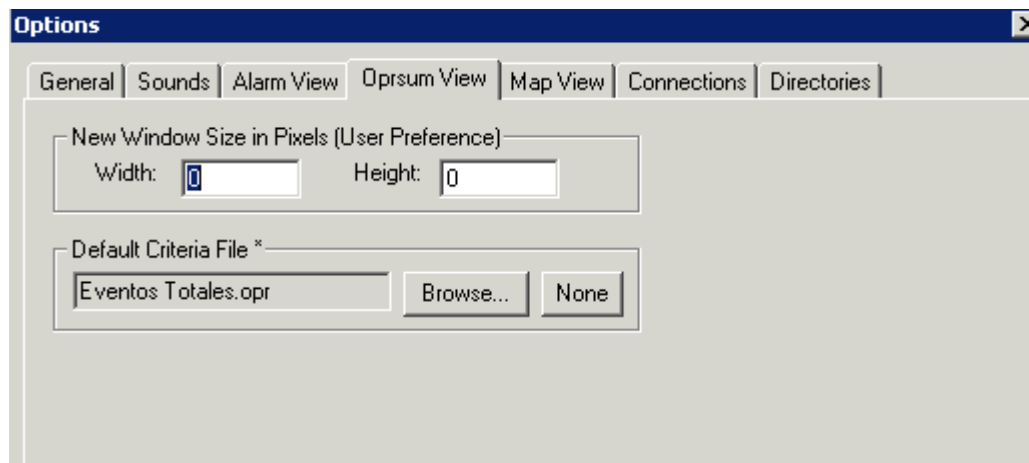 Options
General Sounds Alarm View Oprsum View Map View Connections Directories
New Window Size in Pixels (User Preference)
Width: 0 Height: 0
Default Criteria File *
Eventos Totales.opr Browse... None